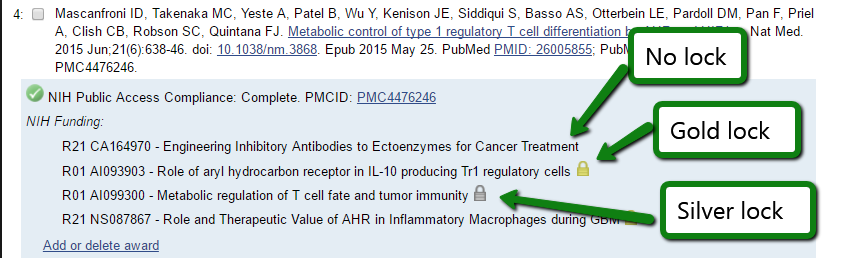 4: Mascanfroni ID, Takenaka MC, Yeste A, Patel B, Wu Y, Kenison JE, Siddiqui S, Basso AS, Otterbein LE, Pardoll DM, Pan F, Priel
A, Clish CB, Robson SC, Quintana FJ. Metabolic control of type 1 regulatory T cell differentiation Nat Med.
2015 Jun;21(6):638-46. doi: 10.1038/nm.3868. Epub 2015 May 25. PubMed PMID: 26005855;
PMC4476246.
No lock
NIH Public Access Compliance: Complete. PMCID: PMC4476246
NIH Funding:
R21 CA164970 - Engineering Inhibitory Antibodies to Ectoenzymes for Cancer Treatment
Gold lock
R01 AI093903 - Role of aryl hydrocarbon receptor in IL-10 producing Tr1 regulatory cells
R01 AI099300 - Metabolic regulation of T cell fate and tumor immunity
Silver lock
R21 NS087867 - Role and Therapeutic Value of AHR in Inflammatory Macrophages during GBM
Add or delete award